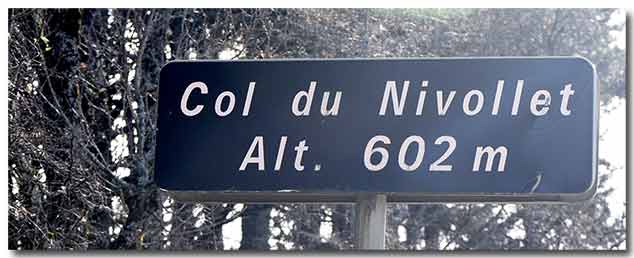 Col du Nivollet
Alt. 602 m